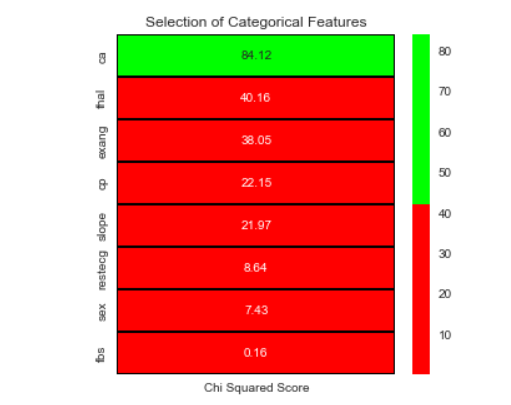 Selection of Categorical Features
ca
84.12
thal
40.16
exang
38.05
cp
22.15
slope
21.97
restecg
8.64
sex
7.43
fbs
0.16
Chi Squared Score
80
70
60
50
40
30
20
10